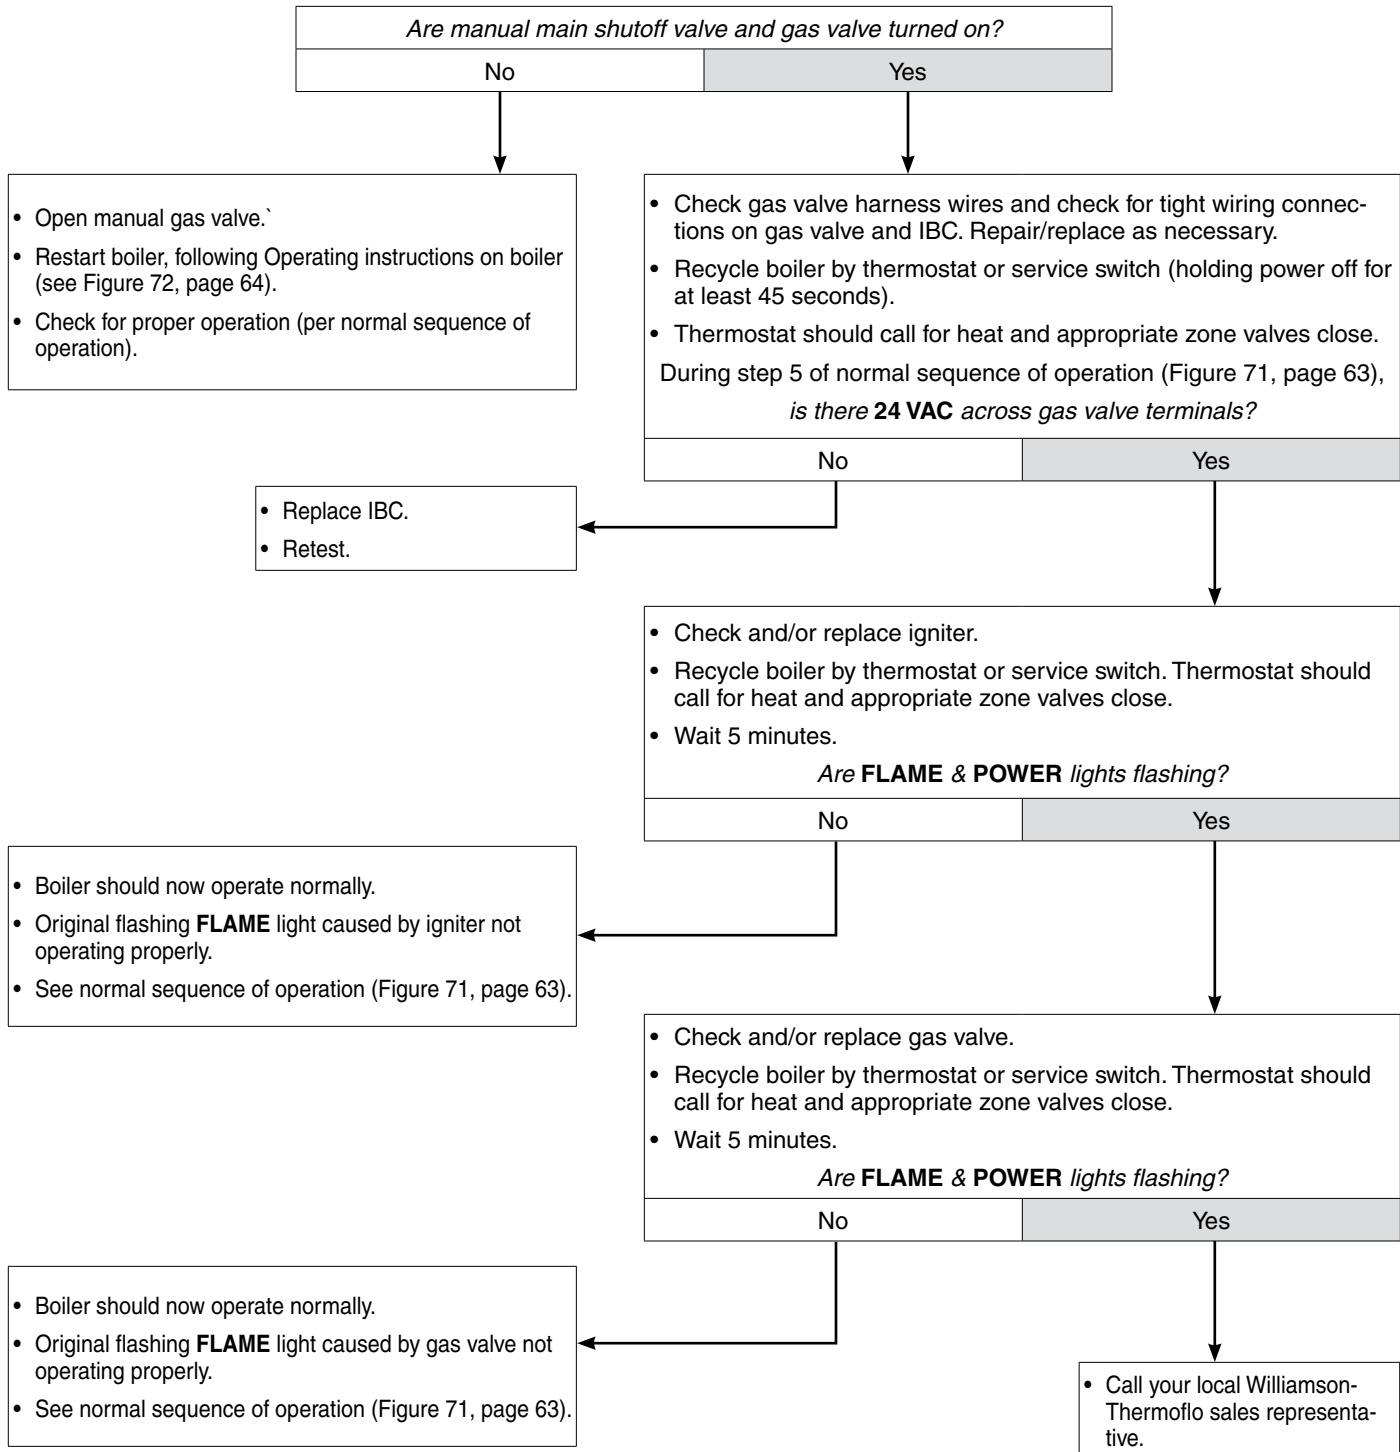 Are manual main shutoff valve and gas valve turned on?
No
Yes
• Open manual gas valve.`
• Restart boiler, following Operating instructions on boiler
(see Figure 72, page 64).
• Check for proper operation (per normal sequence of
operation).
• Check gas valve harness wires and check for tight wiring connec-
tions on gas valve and IBC. Repair/replace as necessary.
• Recycle boiler by thermostat or service switch (holding power off for
at least 45 seconds).
• Thermostat should call for heat and appropriate zone valves close.
During step 5 of normal sequence of operation (Figure 71, page 63),
is there 24 VAC across gas valve terminals?
No
Yes
• Replace IBC.
• Retest.
• Check and/or replace igniter.
• Recycle boiler by thermostat or service switch. Thermostat should
call for heat and appropriate zone valves close.
• Wait 5 minutes.
Are FLAME & POWER lights flashing?
No
Yes
• Boiler should now operate normally.
• Original flashing FLAME light caused by igniter not
operating properly.
• See normal sequence of operation (Figure 71, page 63).
• Check and/or replace gas valve.
• Recycle boiler by thermostat or service switch. Thermostat should
call for heat and appropriate zone valves close.
• Wait 5 minutes.
Are FLAME & POWER lights flashing?
No
Yes
• Boiler should now operate normally.
• Original flashing FLAME light caused by gas valve not
operating properly.
• See normal sequence of operation (Figure 71, page 63).
• Call your local Williamson-
Thermoflo sales representa-
tive.